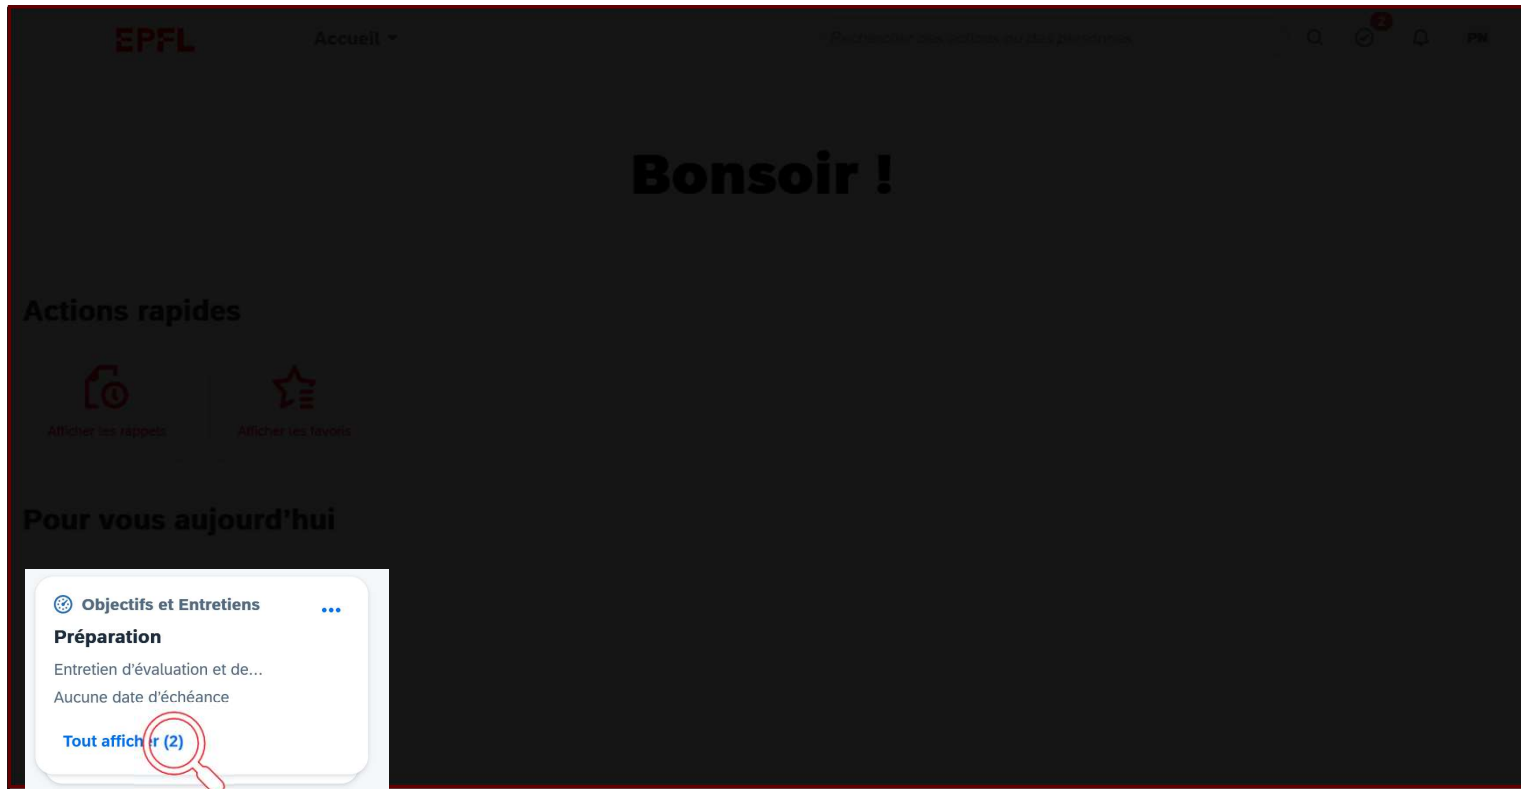 EPFL
Accueil
Rechercher des actions ou des personnes
2
PM
Bonsoir !
Actions rapides
Afficher les rappels
Afficher les favoris
Pour vous aujourd'hui
Objectifs et Entretiens
Préparation
Entretien d'évaluation et de...
Aucune date d'échéance
Tout afficher (2)